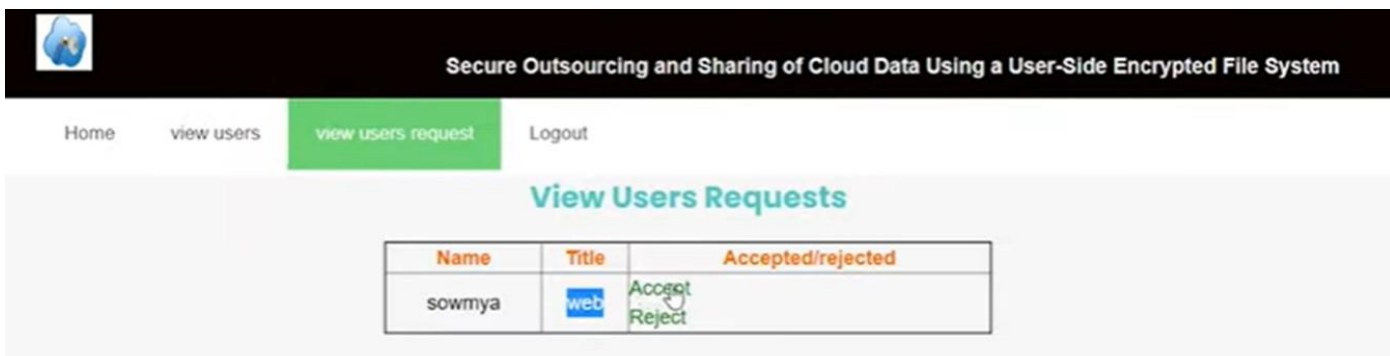 Secure Outsourcing and Sharing of Cloud Data Using a User-Side Encrypted File System
Home view users view users request Logout
View Users Requests
Name Title Accepted/rejected
sowmya web Accept
Reject